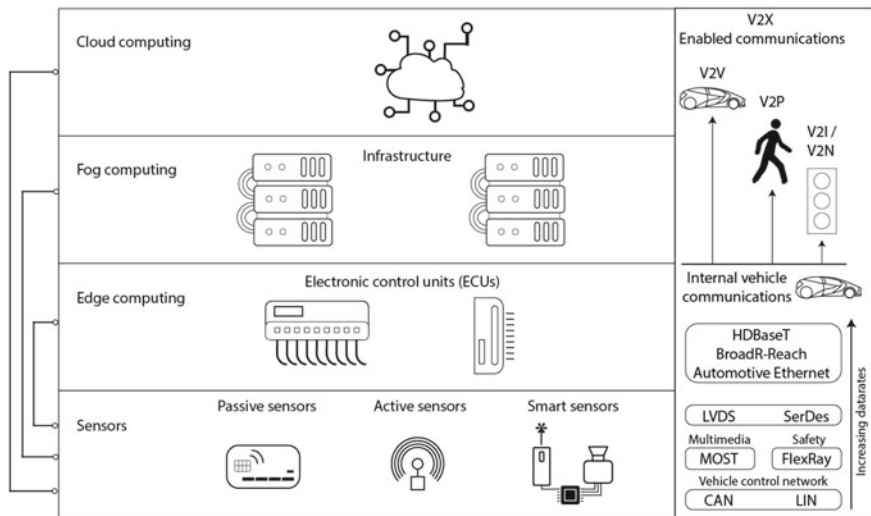 Cloud computing
Fog computing
Infrastructure
Edge computing
Electronic control units (ECUs)
Sensors
Passive sensors
Active sensors
Smart sensors
V2X
Enabled communications
V2V
V2P
V2I /
V2N
Internal vehicle
communications
HDBaseT
BroadR-Reach
Automotive Ethernet
LVDS SerDes
Multimedia Safety
MOST FlexRay
Vehicle control network
CAN LIN
Increasing datarates